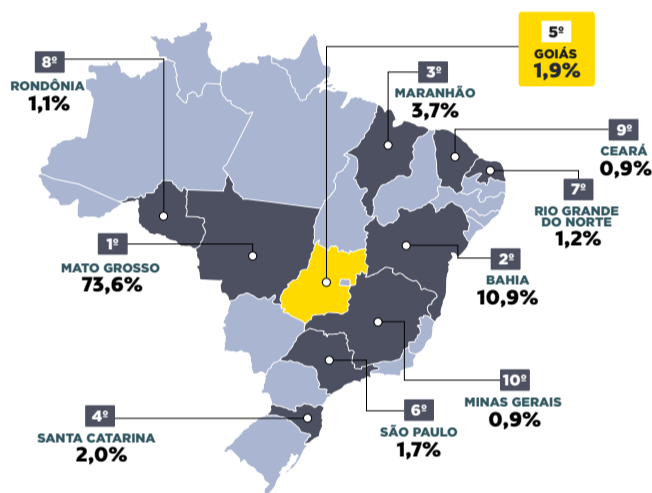 5º
GOIÁS
1,9%
8º
RONDÔNIA
1,1%
3º
MARANHÃO
3,7%
9º
CEARÁ
0,9%
7º
RIO GRANDE
DO NORTE
1,2%
1º
MATO GROSSO
73,6%
2º
BAHIA
10,9%
10º
MINAS GERAIS
0,9%
4º
SANTA CATARINA
2,0%
6º
SÃO PAULO
1,7%